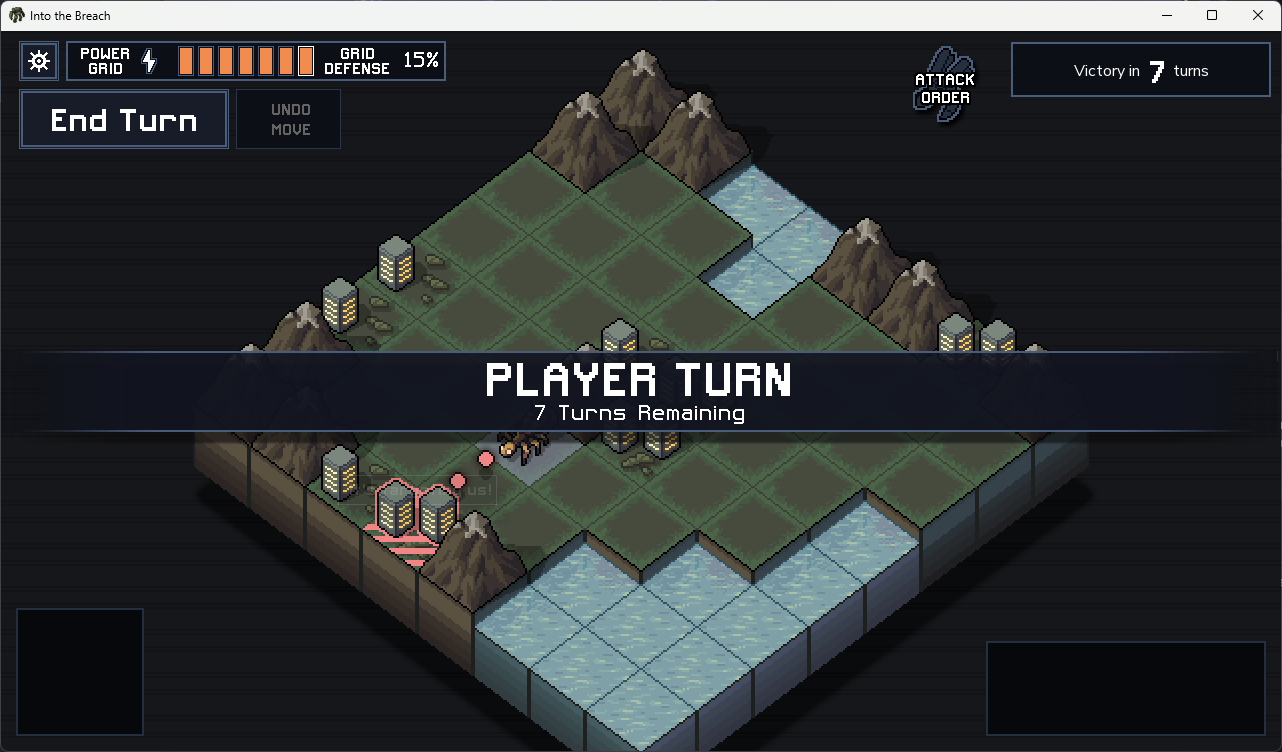 Into the Breach
POWER
GRID
GRID
DEFENSE
15%
ATTACK
ORDER
Victory in 7 turns
End Turn
UNDO
MOVE
PLAYER TURN
7 Turns Remaining
us!